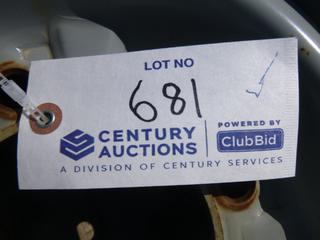 LOT NO
681
CENTURY AUCTIONS
POWERED BY
ClubBid
A DIVISION OF CENTURY SERVICES